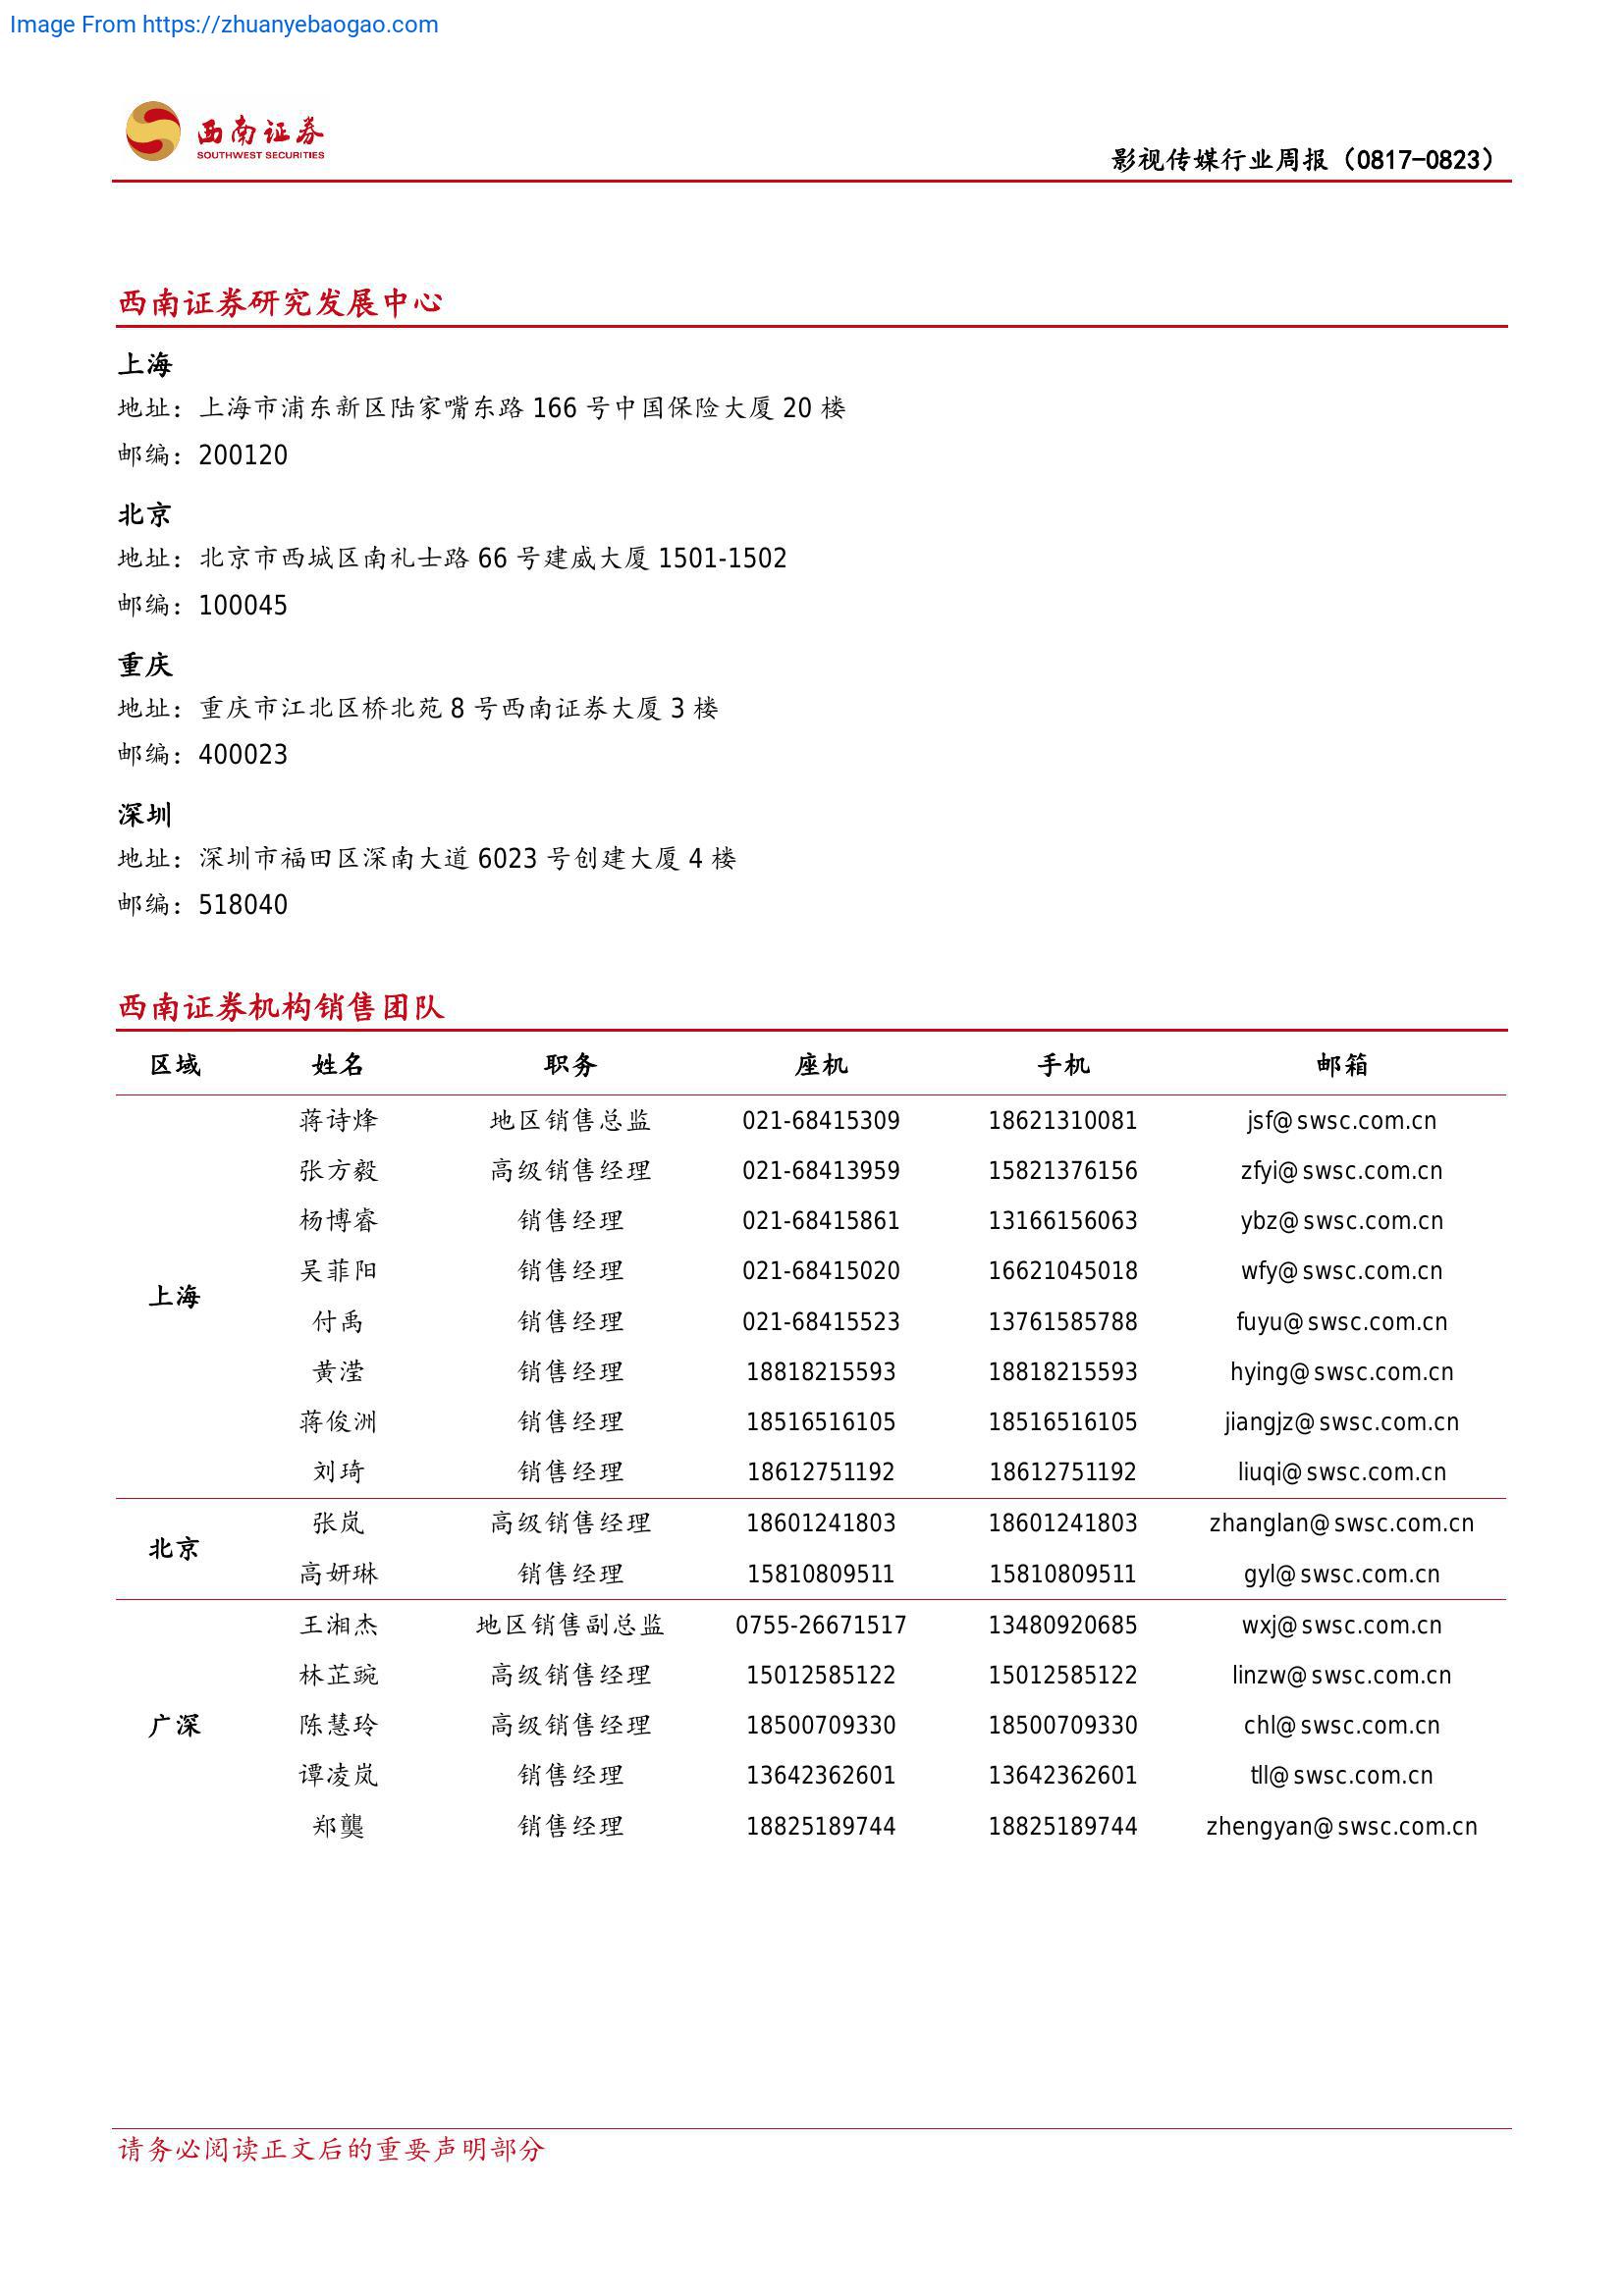 Image From https://zhuanyebaogao.com
西南证券
SOUTHWEST SECURITIES
影视传媒行业周报（0817-0823）
西南证券研究发展中心
上海
地址：上海市浦东新区陆家嘴东路 166 号中国保险大厦 20 楼
邮编：200120
北京
地址：北京市西城区南礼士路 66 号建威大厦 1501-1502
邮编：100045
重庆
地址：重庆市江北区桥北苑 8 号西南证券大厦 3 楼
邮编：400023
深圳
地址：深圳市福田区深南大道 6023 号创建大厦 4 楼
邮编：518040
西南证券机构销售团队
区域 姓名 职务 座机 手机 邮箱
蒋诗烽 地区销售总监 021-68415309 18621310081 jsf@swsc.com.cn
张方毅 高级销售经理 021-68413959 15821376156 zfyi@swsc.com.cn
杨博睿 销售经理 021-68415861 13166156063 ybz@swsc.com.cn
吴菲阳 销售经理 021-68415020 16621045018 wfy@swsc.com.cn
上海
付禹 销售经理 021-68415523 13761585788 fuyu@swsc.com.cn
黄滢 销售经理 18818215593 18818215593 hying@swsc.com.cn
蒋俊洲 销售经理 18516516105 18516516105 jiangjz@swsc.com.cn
刘琦 销售经理 18612751192 18612751192 liuqi@swsc.com.cn
北京
张岚 高级销售经理 18601241803 18601241803 zhanglan@swsc.com.cn
高妍琳 销售经理 15810809511 15810809511 gyl@swsc.com.cn
王湘杰 地区销售副总监 0755-26671517 13480920685 wxj@swsc.com.cn
林芷豌 高级销售经理 15012585122 15012585122 linzw@swsc.com.cn
广深 陈慧玲 高级销售经理 18500709330 18500709330 chl@swsc.com.cn
谭凌岚 销售经理 13642362601 13642362601 tll@swsc.com.cn
郑龑 销售经理 18825189744 18825189744 zhengyan@swsc.com.cn
请务必阅读正文后的重要声明部分